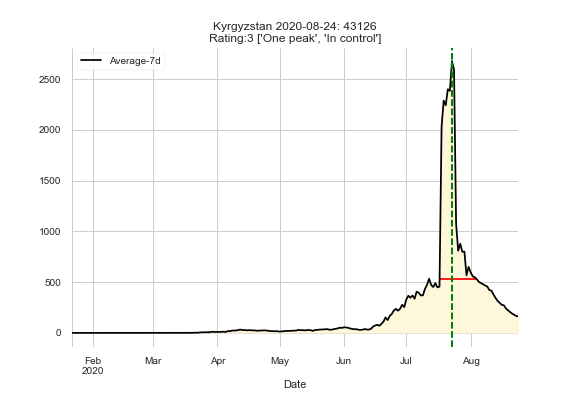 Kyrgyzstan 2020-08-24: 43126
Rating:3 ['One peak', 'In control']
Average-7d
2500
2000
1500
1000
500
0
Feb Mar Apr May Jun Jul Aug
2020
Date